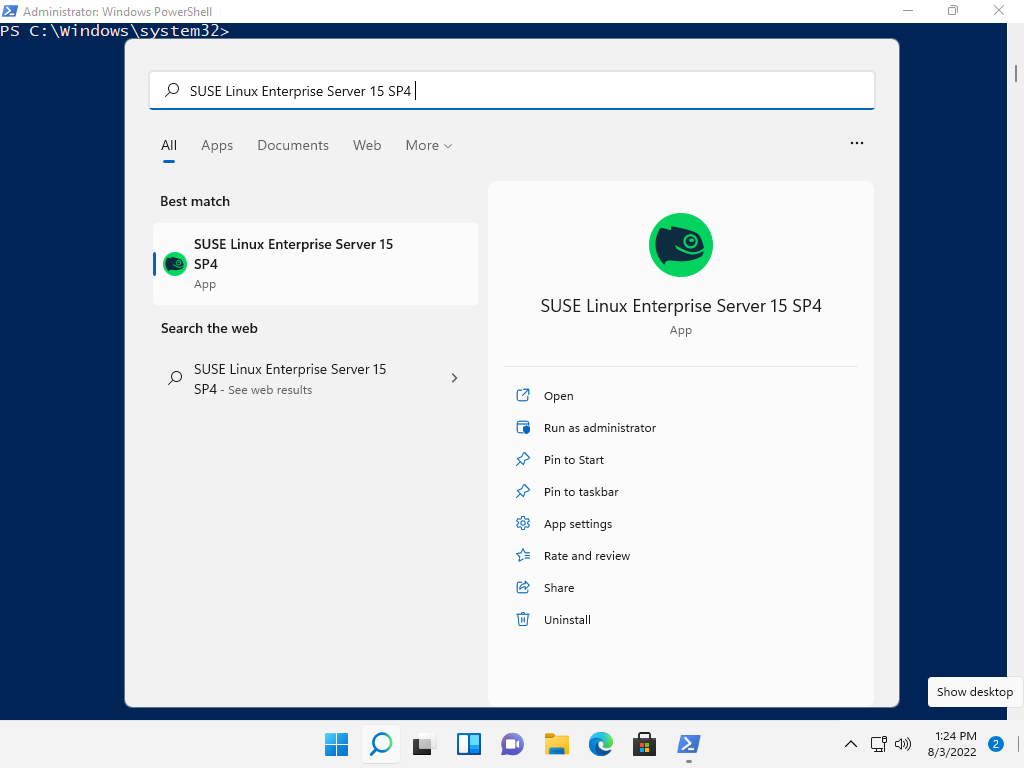 Administrator: Windows PowerShell
PS C:\Windows\system32>
SUSE Linux Enterprise Server 15 SP4
All Apps Documents Web More
Best match
SUSE Linux Enterprise Server 15
SP4
App
Search the web
SUSE Linux Enterprise Server 15
SP4 - See web results
SUSE Linux Enterprise Server 15 SP4
App
Open
Run as administrator
Pin to Start
Pin to taskbar
App settings
Rate and review
Share
Uninstall
Show desktop
1:24 PM
8/3/2022
2